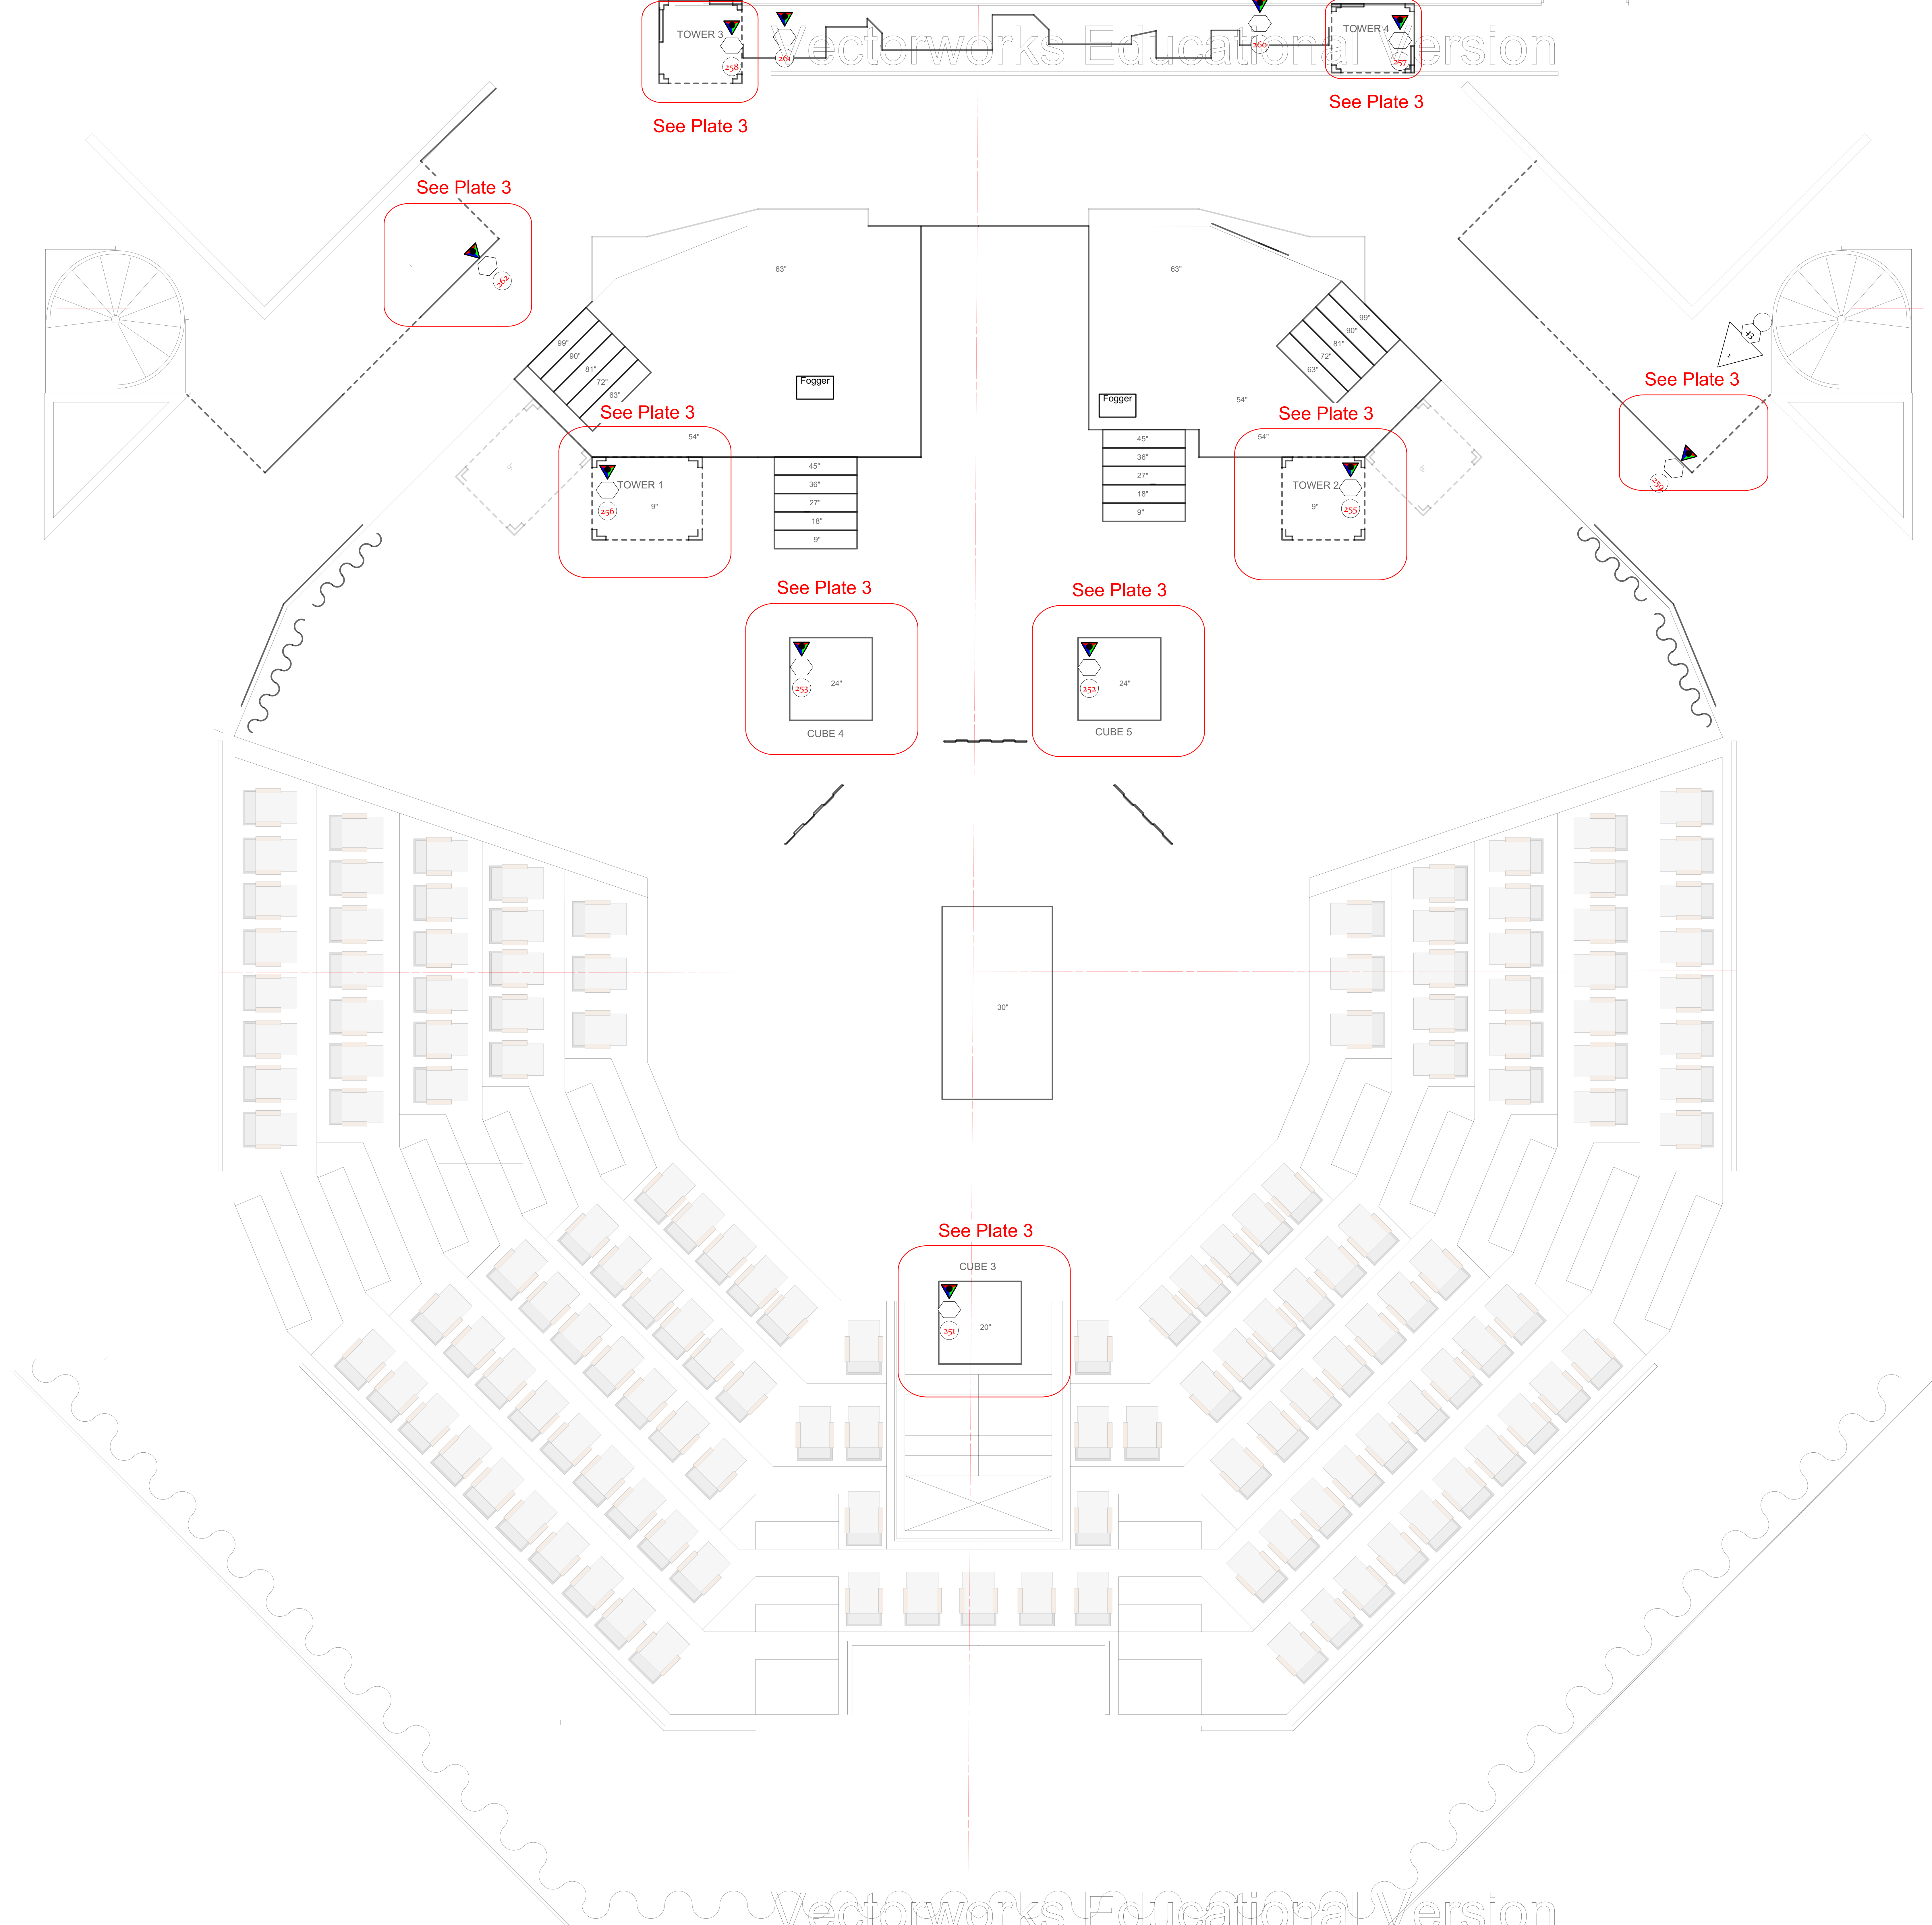 Vectorworks Educational Version
TOWER 3
TOWER 4
258
261
260
257
See Plate 3
See Plate 3
See Plate 3
262
63"
63"
99"
90"
81"
72"
63"
99"
90"
81"
72"
63"
43
Fogger
Fogger
See Plate 3
See Plate 3
See Plate 3
54"
54"
54"
45"
36"
27"
18"
9"
45"
36"
27"
18"
9"
TOWER 1
9"
256
TOWER 2
9"
255
259
See Plate 3
See Plate 3
253
24"
252
24"
CUBE 4
CUBE 5
30"
See Plate 3
CUBE 3
251
20"
Vectorworks Educational Version